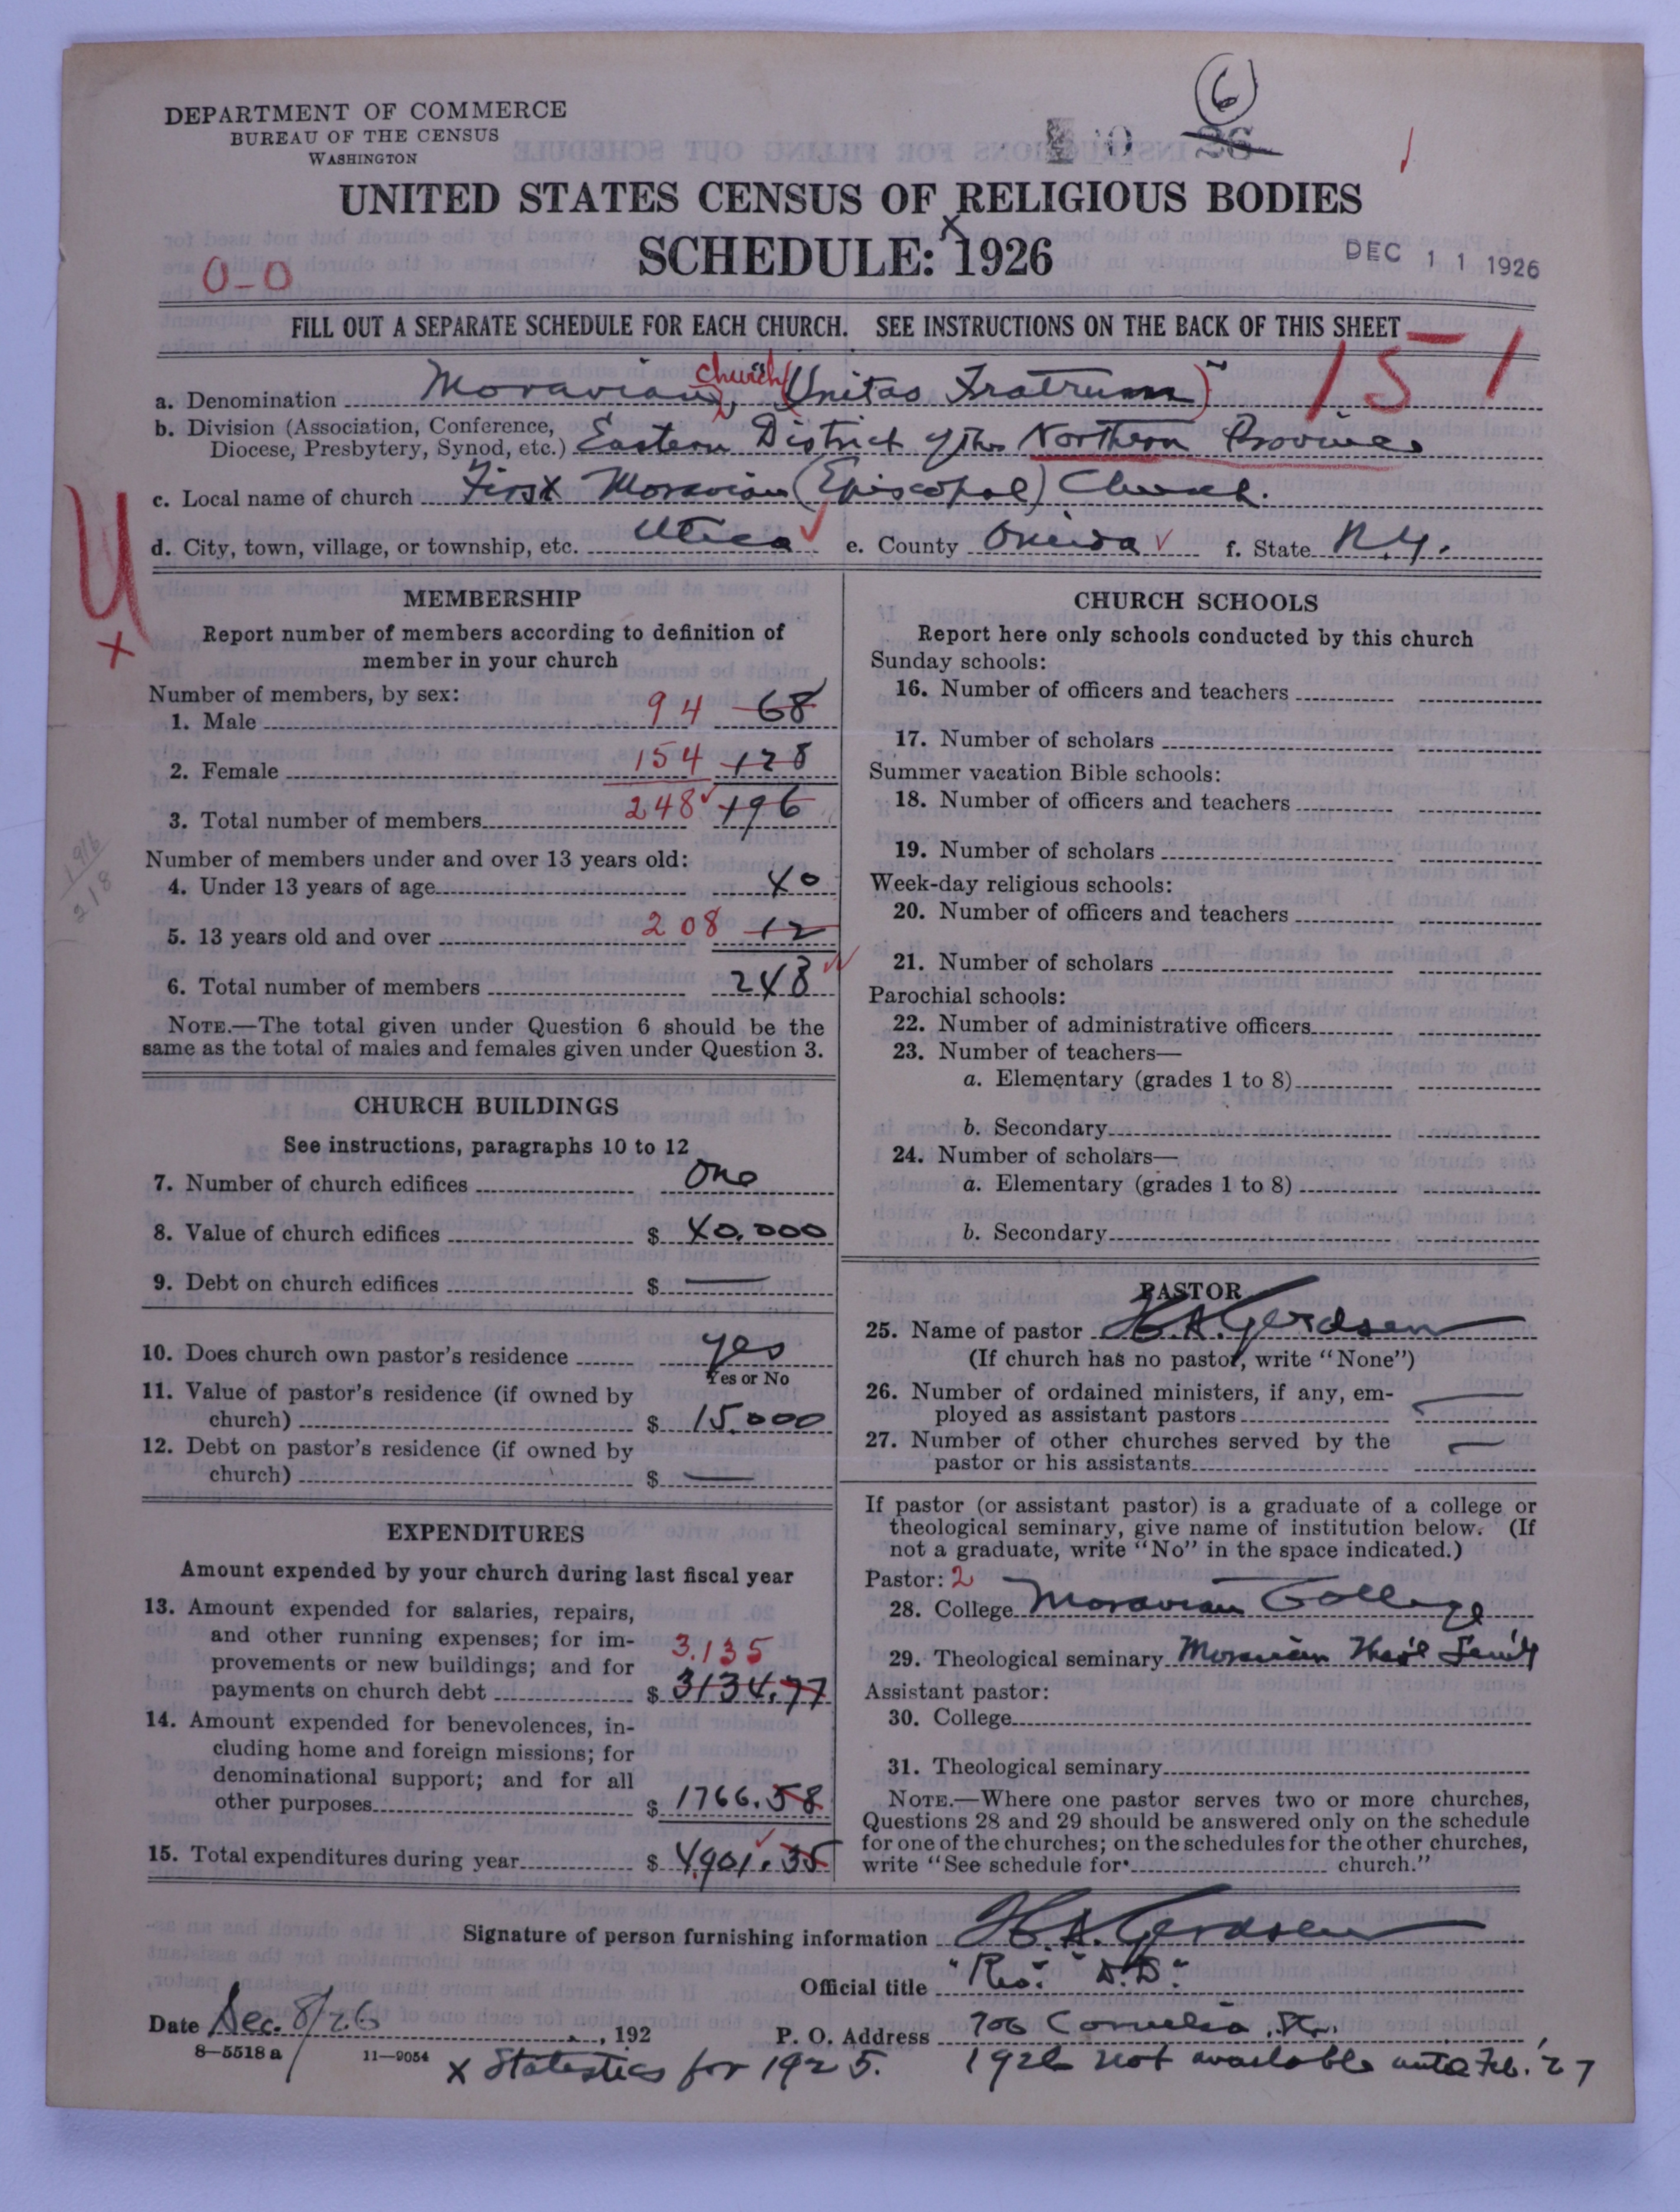 6
26
DEPARTMENT OF COMMERCE
BUREAU OF THE CENSUS
WASHINGTON
UNITED STATES CENSUS OF RELIGIOUS BODIES
x
SCHEDULE: 1926
DEC 11 1926
0-0
FILL OUT A SEPARATE SCHEDULE FOR EACH CHURCH. SEE INSTRUCTIONS ON THE BACK OF THIS SHEET
151
a. Denomination Moravian church (Unitas Fratrum)
b. Division (Association, Conference,
Diocese, Presbytery, Synod, etc.) Eastern District of the Northern Province
c. Local name of church First Moravian (Episcopal) Church.
d. City, town, village, or township, etc. Utica e. County Oneida f. State N.Y.
U
x
MEMBERSHIP
Report number of members according to definition of
member in your church
Number of members, by sex:
1. Male 94 68
2. Female 154 128
3. Total number of members 248 196
Number of members under and over 13 years old:
4. Under 13 years of age 40
5. 13 years old and over 208 12
6. Total number of members 248
NOTE.—The total given under Question 6 should be the
same as the total of males and females given under Question 3.
1916
218
CHURCH BUILDINGS
See instructions, paragraphs 10 to 12
7. Number of church edifices One
8. Value of church edifices $ 40,000
9. Debt on church edifices $ —
10. Does church own pastor's residence yes
Yes or No
11. Value of pastor's residence (if owned by
church) $ 15,000
12. Debt on pastor's residence (if owned by
church) $ —
EXPENDITURES
Amount expended by your church during last fiscal year
13. Amount expended for salaries, repairs,
and other running expenses; for im-
provements or new buildings; and for 3,135
payments on church debt $ 3134.77
14. Amount expended for benevolences, in-
cluding home and foreign missions; for
denominational support; and for all
other purposes $ 1766.58
15. Total expenditures during year $ 4,901.35
CHURCH SCHOOLS
Report here only schools conducted by this church
Sunday schools:
16. Number of officers and teachers
17. Number of scholars
Summer vacation Bible schools:
18. Number of officers and teachers
19. Number of scholars
Week-day religious schools:
20. Number of officers and teachers
21. Number of scholars
Parochial schools:
22. Number of administrative officers
23. Number of teachers—
a. Elementary (grades 1 to 8)
b. Secondary
24. Number of scholars—
a. Elementary (grades 1 to 8)
b. Secondary
PASTOR
25. Name of pastor H. A. Gerdsen
(If church has no pastor, write "None")
26. Number of ordained ministers, if any, em-
ployed as assistant pastors —
27. Number of other churches served by the
pastor or his assistants —
If pastor (or assistant pastor) is a graduate of a college or
theological seminary, give name of institution below. (If
not a graduate, write "No" in the space indicated.)
Pastor: 2
28. College Moravian College
29. Theological seminary Moravian Theol Sem'y
Assistant pastor:
30. College
31. Theological seminary
NOTE.—Where one pastor serves two or more churches,
Questions 28 and 29 should be answered only on the schedule
for one of the churches; on the schedules for the other churches,
write "See schedule for church."
Signature of person furnishing information H. A. Gerdsen
Official title "Rev." "D.D."
Date Dec. 8/26, 192
P. O. Address 706 Cornelia St.
8—5518 a 11—9054
x Statistics for 1925. 1926 not available until Feb. '27